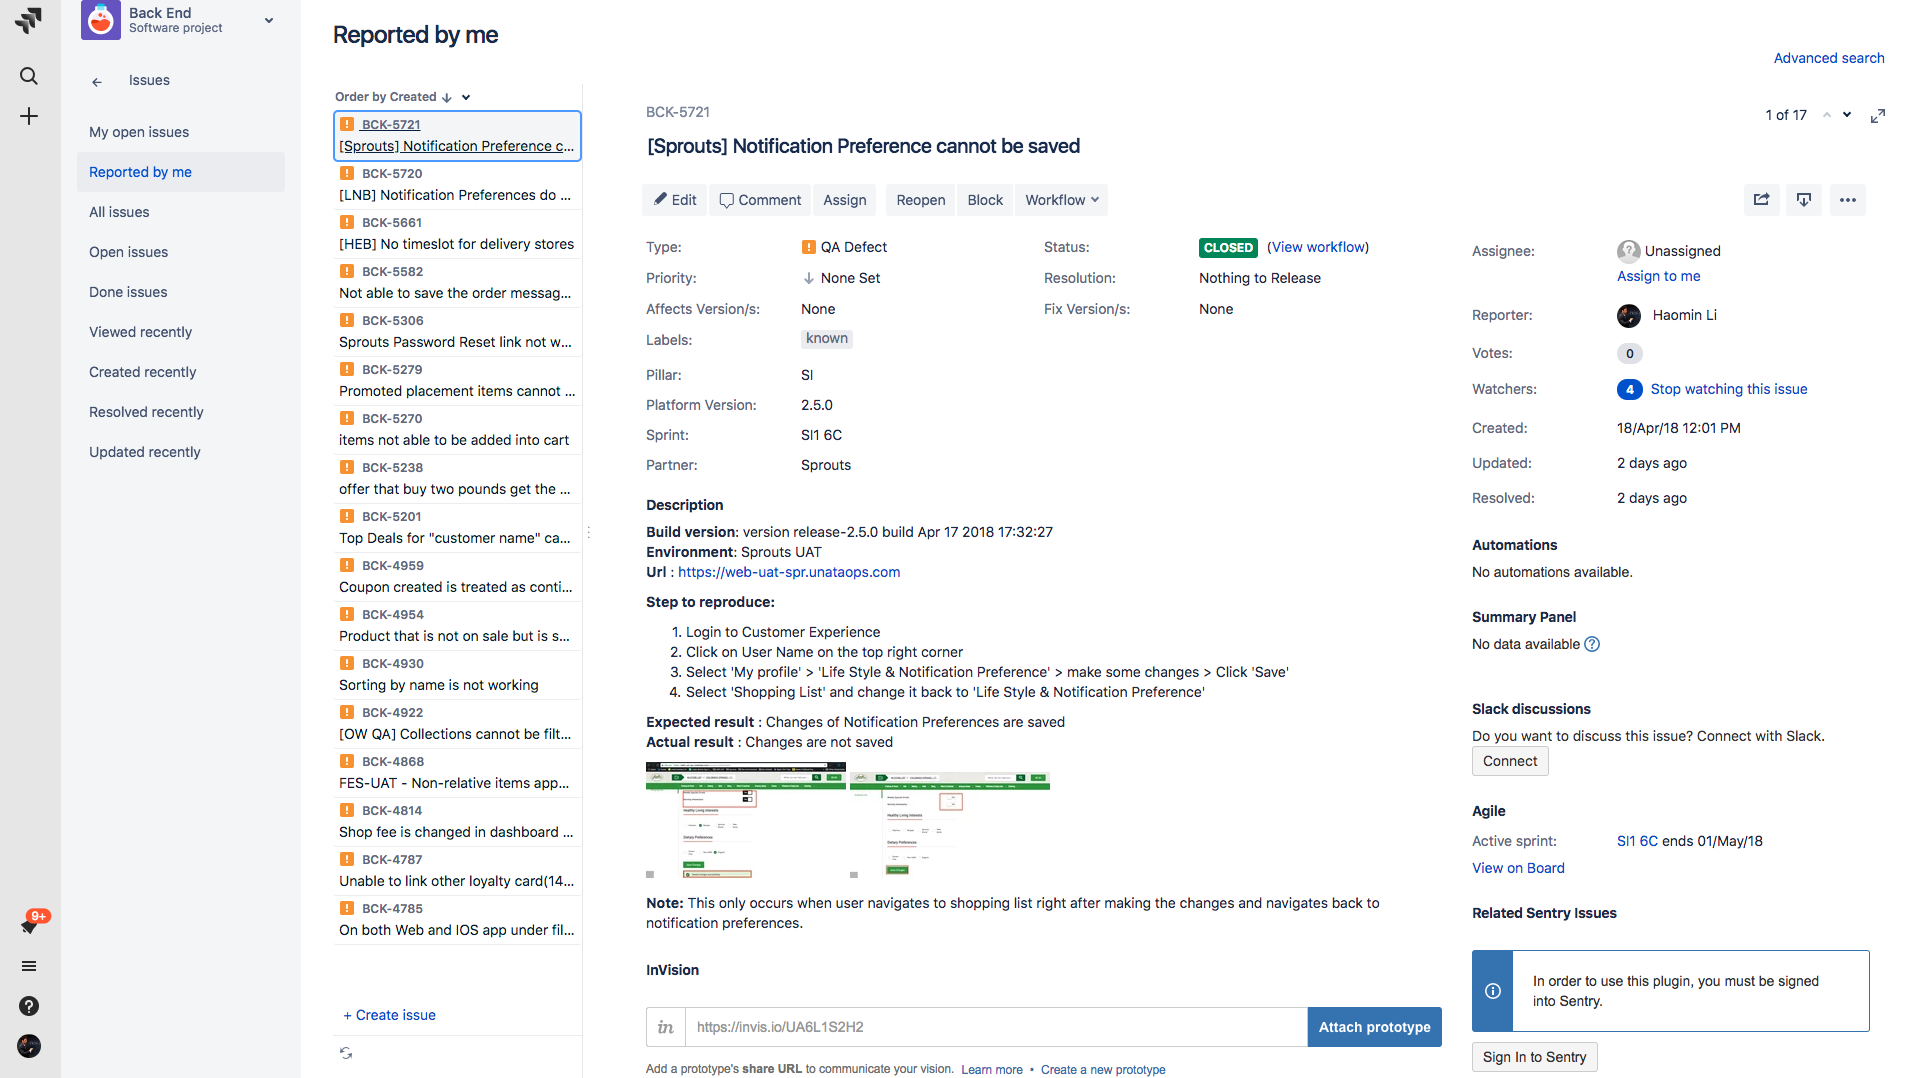 Back End
Software project
Issues
My open issues
Reported by me
All issues
Open issues
Done issues
Viewed recently
Created recently
Resolved recently
Updated recently
9+
Reported by me
Advanced search
Order by Created
BCK-5721
[Sprouts] Notification Preference c...
BCK-5720
[LNB] Notification Preferences do ...
BCK-5661
[HEB] No timeslot for delivery stores
BCK-5582
Not able to save the order messag...
BCK-5306
Sprouts Password Reset link not w...
BCK-5279
Promoted placement items cannot ...
BCK-5270
items not able to be added into cart
BCK-5238
offer that buy two pounds get the ...
BCK-5201
Top Deals for "customer name" ca...
BCK-4959
Coupon created is treated as conti...
BCK-4954
Product that is not on sale but is s...
BCK-4930
Sorting by name is not working
BCK-4922
[OW QA] Collections cannot be filt...
BCK-4868
FES-UAT - Non-relative items app...
BCK-4814
Shop fee is changed in dashboard ...
BCK-4787
Unable to link other loyalty card(14...
BCK-4785
On both Web and IOS app under fil...
+ Create issue
BCK-5721
1 of 17
[Sprouts] Notification Preference cannot be saved
Edit Comment Assign Reopen Block Workflow
Type: QA Defect
Priority: None Set
Affects Version/s: None
Labels: known
Pillar: SI
Platform Version: 2.5.0
Sprint: SI1 6C
Partner: Sprouts
Status: CLOSED (View workflow)
Resolution: Nothing to Release
Fix Version/s: None
Description
Build version: version release-2.5.0 build Apr 17 2018 17:32:27
Environment: Sprouts UAT
Url : https://web-uat-spr.unataops.com
Step to reproduce:
1. Login to Customer Experience
2. Click on User Name on the top right corner
3. Select 'My profile' > 'Life Style & Notification Preference' > make some changes > Click 'Save'
4. Select 'Shopping List' and change it back to 'Life Style & Notification Preference'
Expected result : Changes of Notification Preferences are saved
Actual result : Changes are not saved
Healthy Living Interests
Dietary Preferences
Healthy Living Interests
Dietary Preferences
Note: This only occurs when user navigates to shopping list right after making the changes and navigates back to
notification preferences.
InVision
in https://invis.io/UA6L1S2H2 Attach prototype
Add a prototype's share URL to communicate your vision. Learn more • Create a new prototype
Assignee: Unassigned
Assign to me
Reporter: Haomin Li
Votes: 0
Watchers: 4 Stop watching this issue
Created: 18/Apr/18 12:01 PM
Updated: 2 days ago
Resolved: 2 days ago
Automations
No automations available.
Summary Panel
No data available
Slack discussions
Do you want to discuss this issue? Connect with Slack.
Connect
Agile
Active sprint: SI1 6C ends 01/May/18
View on Board
Related Sentry Issues
In order to use this plugin, you must be signed
into Sentry.
Sign In to Sentry